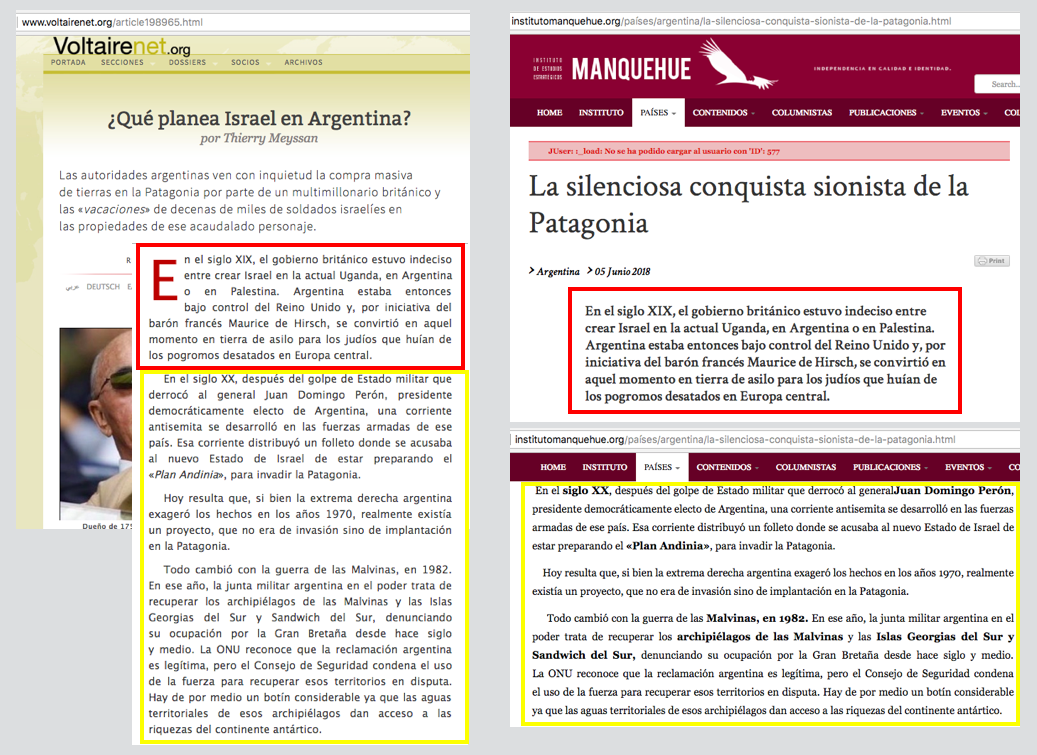 www.voltairenet.org/article198965.html
Voltairenet.org
PORTADA SECCIONES DOSSIERS SOCIOS ARCHIVOS
¿Qué planea Israel en Argentina?
por Thierry Meyssan
Las autoridades argentinas ven con inquietud la compra masiva
de tierras en la Patagonia por parte de un multimillonario británico y
las «vacaciones» de decenas de miles de soldados israelíes en
las propiedades de ese acaudalado personaje.
R
عربي DEUTSCH
En el siglo XIX, el gobierno británico estuvo indeciso
entre crear Israel en la actual Uganda, en Argentina
o en Palestina. Argentina estaba entonces
bajo control del Reino Unido y, por iniciativa del
barón francés Maurice de Hirsch, se convirtió en aquel
momento en tierra de asilo para los judíos que huían de
los pogromos desatados en Europa central.
En el siglo XX, después del golpe de Estado militar que
derrocó al general Juan Domingo Perón, presidente
democráticamente electo de Argentina, una corriente
antisemita se desarrolló en las fuerzas armadas de ese
país. Esa corriente distribuyó un folleto donde se acusaba
al nuevo Estado de Israel de estar preparando el
«Plan Andinia», para invadir la Patagonia.
Hoy resulta que, si bien la extrema derecha argentina
exageró los hechos en los años 1970, realmente existía
un proyecto, que no era de invasión sino de implantación
en la Patagonia.
Todo cambió con la guerra de las Malvinas, en 1982.
En ese año, la junta militar argentina en el poder trata de
recuperar los archipiélagos de las Malvinas y las Islas
Georgias del Sur y Sandwich del Sur, denunciando
su ocupación por la Gran Bretaña desde hace siglo
y medio. La ONU reconoce que la reclamación argentina
es legítima, pero el Consejo de Seguridad condena el uso
de la fuerza para recuperar esos territorios en disputa.
Hay de por medio un botín considerable ya que las aguas
territoriales de esos archipiélagos dan acceso a las
riquezas del continente antártico.
Dueño de 175
institutomanquehue.org/países/argentina/la-silenciosa-conquista-sionista-de-la-patagonia.html
INSTITUTO
DE ESTUDIOS
ESTRATÉGICOS
MANQUEHUE
INDEPENDENCIA EN CALIDAD E IDENTIDAD.
Search...
HOME INSTITUTO PAÍSES CONTENIDOS COLUMNISTAS PUBLICACIONES EVENTOS COL
JUser: :_load: No se ha podido cargar al usuario con 'ID': 577
La silenciosa conquista sionista de la
Patagonia
Print
Argentina 05 Junio 2018
En el siglo XIX, el gobierno británico estuvo indeciso entre
crear Israel en la actual Uganda, en Argentina o en Palestina.
Argentina estaba entonces bajo control del Reino Unido y, por
iniciativa del barón francés Maurice de Hirsch, se convirtió en
aquel momento en tierra de asilo para los judíos que huían de
los pogromos desatados en Europa central.
institutomanquehue.org/países/argentina/la-silenciosa-conquista-sionista-de-la-patagonia.html
HOME INSTITUTO PAÍSES CONTENIDOS COLUMNISTAS PUBLICACIONES EVENTOS CO
En el siglo XX, después del golpe de Estado militar que derrocó al generalJuan Domingo Perón,
presidente democráticamente electo de Argentina, una corriente antisemita se desarrolló en las fuerzas
armadas de ese país. Esa corriente distribuyó un folleto donde se acusaba al nuevo Estado de Israel de
estar preparando el «Plan Andinia», para invadir la Patagonia.
Hoy resulta que, si bien la extrema derecha argentina exageró los hechos en los años 1970, realmente
existía un proyecto, que no era de invasión sino de implantación en la Patagonia.
Todo cambió con la guerra de las Malvinas, en 1982. En ese año, la junta militar argentina en el
poder trata de recuperar los archipiélagos de las Malvinas y las Islas Georgias del Sur y
Sandwich del Sur, denunciando su ocupación por la Gran Bretaña desde hace siglo y medio.
La ONU reconoce que la reclamación argentina es legítima, pero el Consejo de Seguridad condena
el uso de la fuerza para recuperar esos territorios en disputa. Hay de por medio un botín considerable
ya que las aguas territoriales de esos archipiélagos dan acceso a las riquezas del continente antártico.